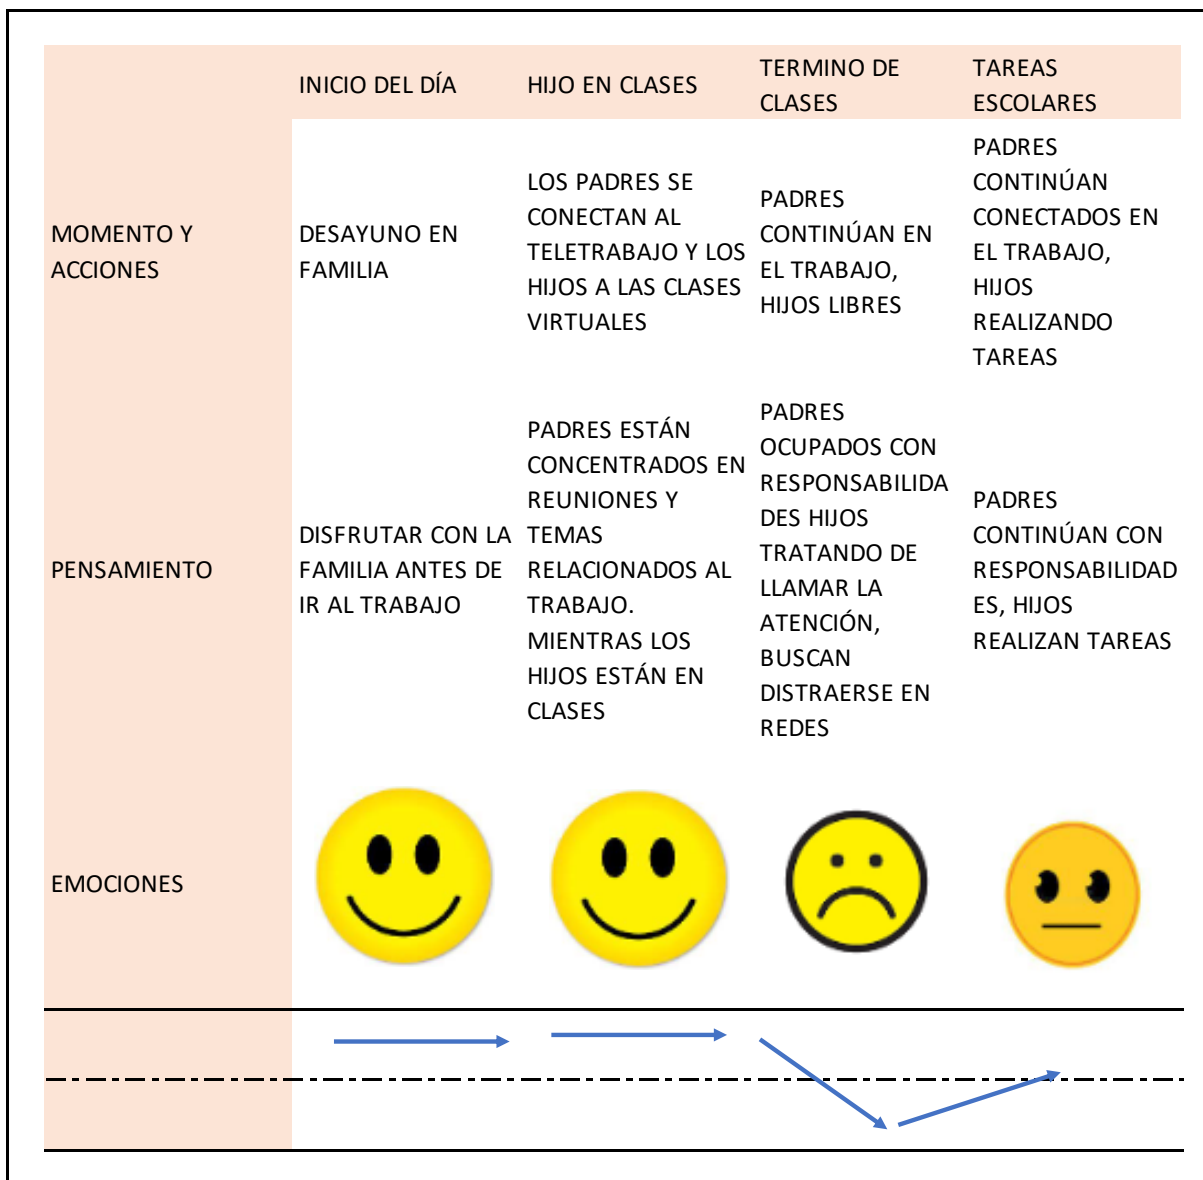 INICIO DEL DÍA
HIJO EN CLASES
TERMINO DE
CLASES
TAREAS
ESCOLARES
MOMENTO Y
ACCIONES
DESAYUNO EN
FAMILIA
LOS PADRES SE
CONECTAN AL
TELETRABAJO Y LOS
HIJOS A LAS CLASES
VIRTUALES
PADRES
CONTINÚAN EN
EL TRABAJO,
HIJOS LIBRES
PADRES
CONTINÚAN
CONECTADOS EN
EL TRABAJO,
HIJOS
REALIZANDO
TAREAS
PENSAMIENTO
DISFRUTAR CON LA
FAMILIA ANTES DE
IR AL TRABAJO
PADRES ESTÁN
CONCENTRADOS EN
REUNIONES Y
TEMAS
RELACIONADOS AL
TRABAJO.
MIENTRAS LOS
HIJOS ESTÁN EN
CLASES
PADRES
OCUPADOS CON
RESPONSABILIDA
DES HIJOS
TRATANDO DE
LLAMAR LA
ATENCIÓN,
BUSCAN
DISTRAERSE EN
REDES
PADRES
CONTINÚAN CON
RESPONSABILIDAD
ES, HIJOS
REALIZAN TAREAS
EMOCIONES